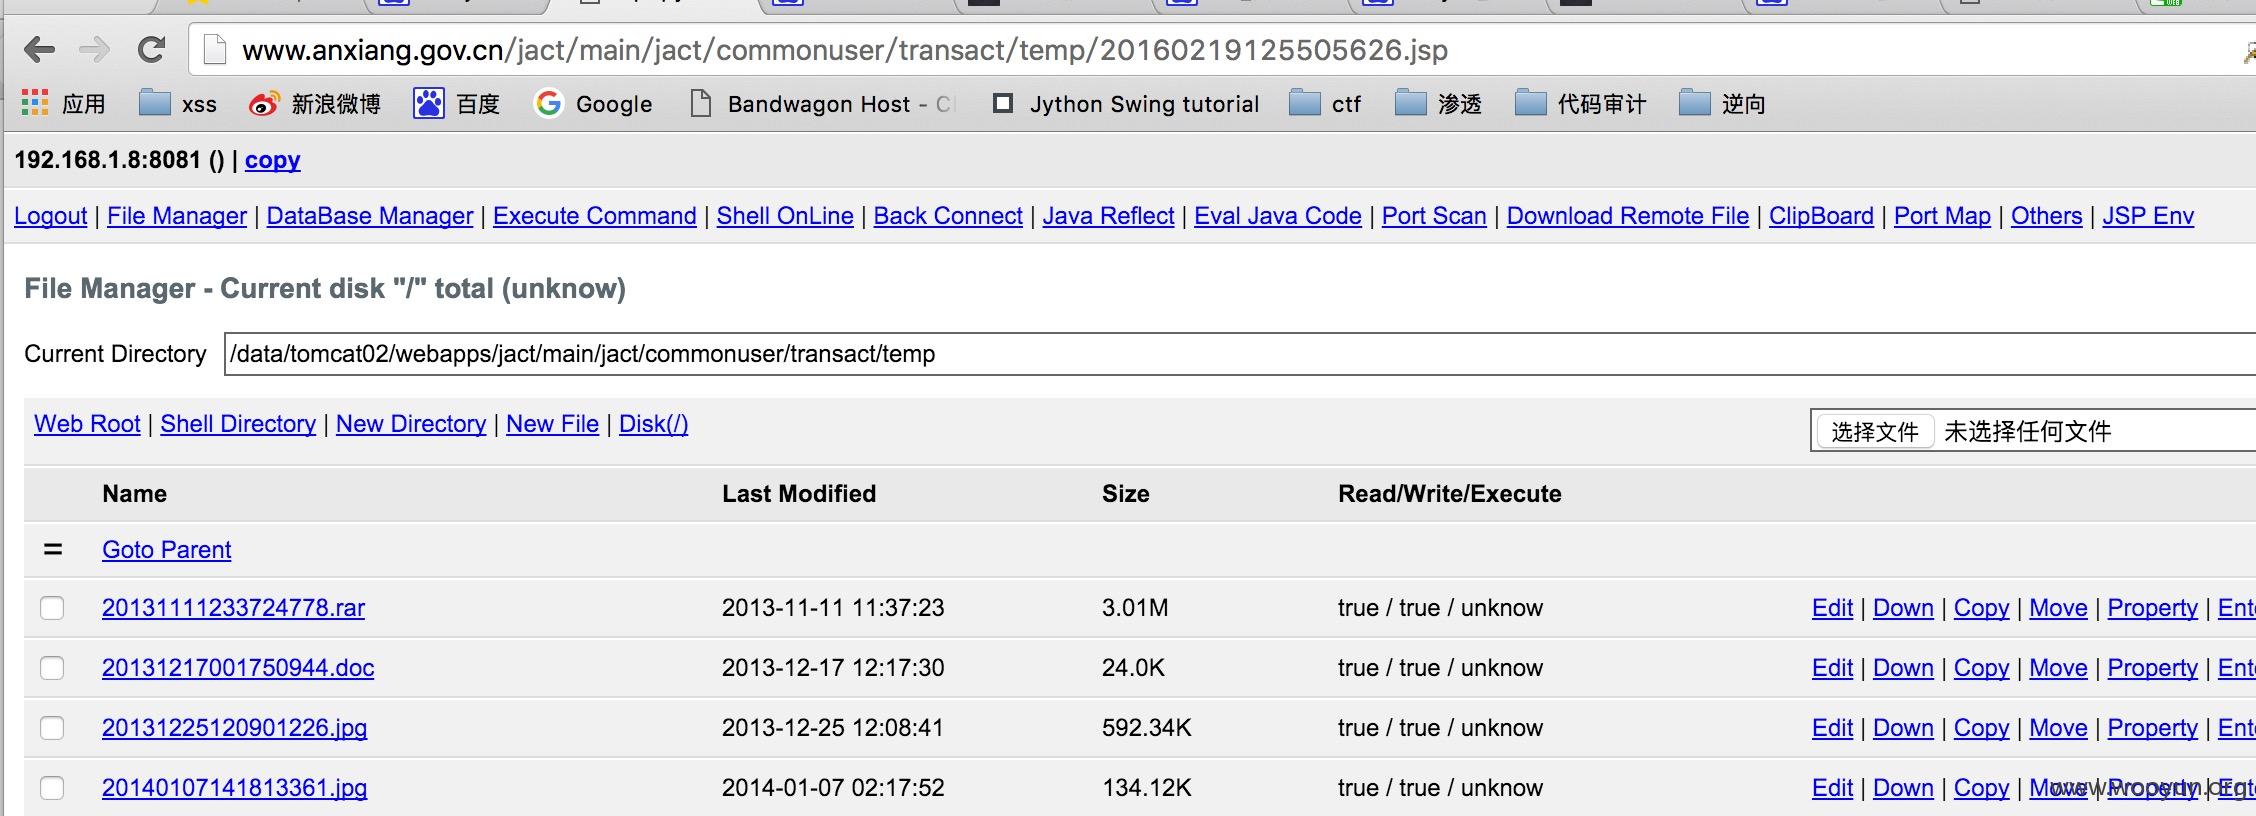 www.anxiang.gov.cn/jact/main/jact/commonuser/transact/temp/20160219125505626.jsp
应用 xss 新浪微博 百度 Google Bandwagon Host - Cl Jython Swing tutorial ctf 渗透 代码审计 逆向
192.168.1.8:8081 () | copy
Logout | File Manager | DataBase Manager | Execute Command | Shell OnLine | Back Connect | Java Reflect | Eval Java Code | Port Scan | Download Remote File | ClipBoard | Port Map | Others | JSP Env
File Manager - Current disk "/" total (unknow)
Current Directory /data/tomcat02/webapps/jact/main/jact/commonuser/transact/temp
Web Root | Shell Directory | New Directory | New File | Disk(/) 选择文件 未选择任何文件
Name Last Modified Size Read/Write/Execute
= Goto Parent
20131111233724778.rar 2013-11-11 11:37:23 3.01M true / true / unknow Edit | Down | Copy | Move | Property | Ente
20131217001750944.doc 2013-12-17 12:17:30 24.0K true / true / unknow Edit | Down | Copy | Move | Property | Ente
20131225120901226.jpg 2013-12-25 12:08:41 592.34K true / true / unknow Edit | Down | Copy | Move | Property | Ente
20140107141813361.jpg 2014-01-07 02:17:52 134.12K true / true / unknow Edit | Down | Copy | Move | Property | Ente
www.wooyun.org